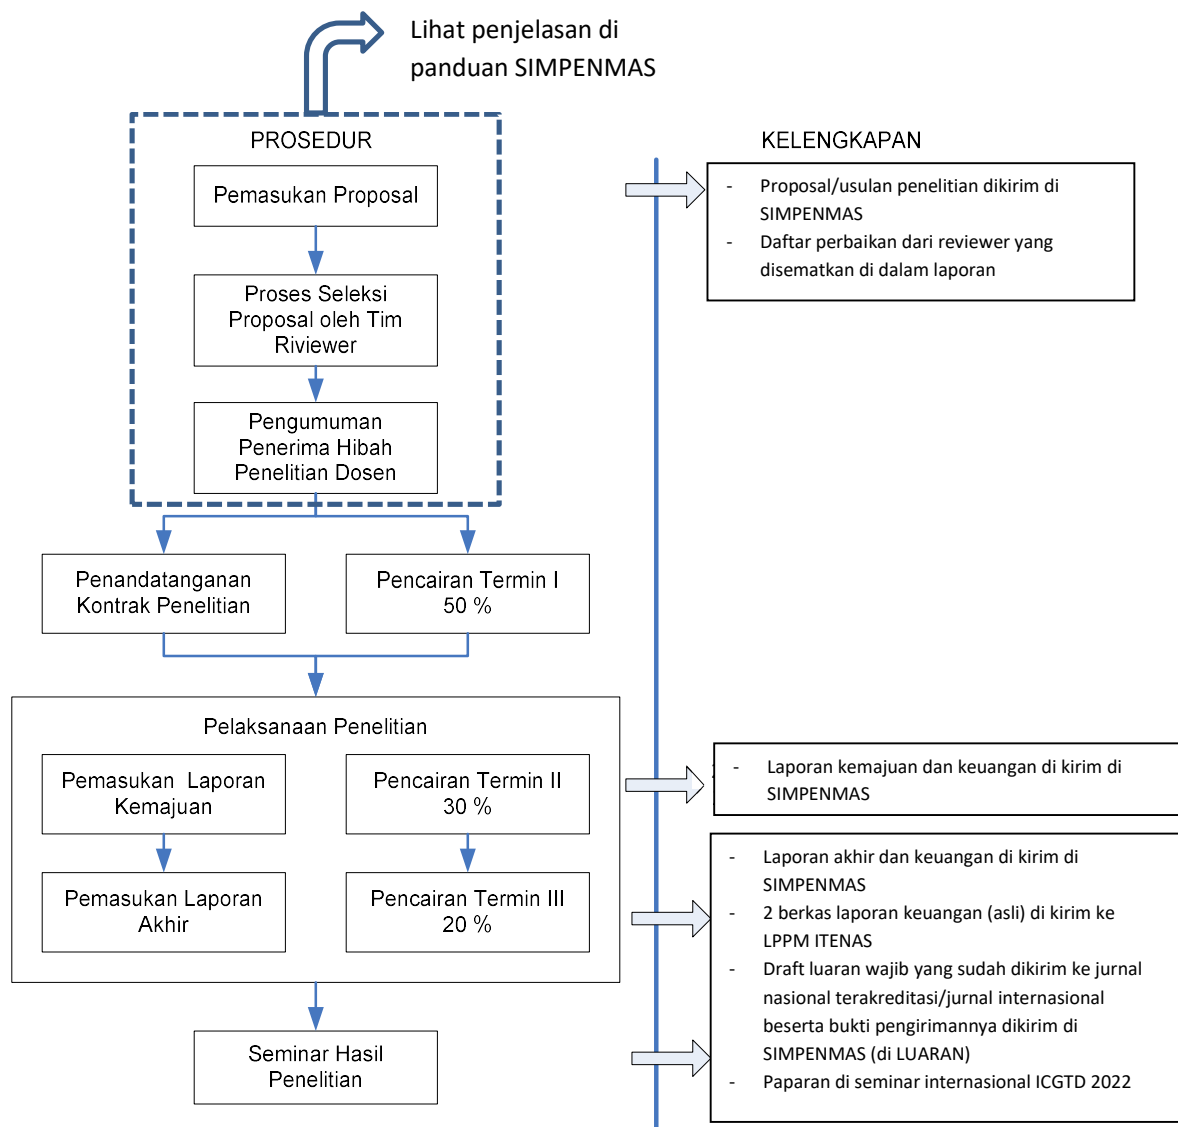 Lihat penjelasan di
panduan SIMPENMAS
PROSEDUR
Pemasukan Proposal
Proses Seleksi
Proposal oleh Tim
Riviewer
Pengumuman
Penerima Hibah
Penelitian Dosen
Penandatanganan
Kontrak Penelitian
Pencairan Termin I
50 %
Pelaksanaan Penelitian
Pemasukan Laporan
Kemajuan
Pencairan Termin II
30 %
Pemasukan Laporan
Akhir
Pencairan Termin III
20 %
Seminar Hasil
Penelitian
KELENGKAPAN
- Proposal/usulan penelitian dikirim di
SIMPENMAS
- Daftar perbaikan dari reviewer yang
disematkan di dalam laporan
- Laporan kemajuan dan keuangan di kirim di
SIMPENMAS
- Laporan akhir dan keuangan di kirim di
SIMPENMAS
- 2 berkas laporan keuangan (asli) di kirim ke
LPPM ITENAS
- Draft luaran wajib yang sudah dikirim ke jurnal
nasional terakreditasi/jurnal internasional
beserta bukti pengirimannya dikirim di
SIMPENMAS (di LUARAN)
- Paparan di seminar internasional ICGTD 2022